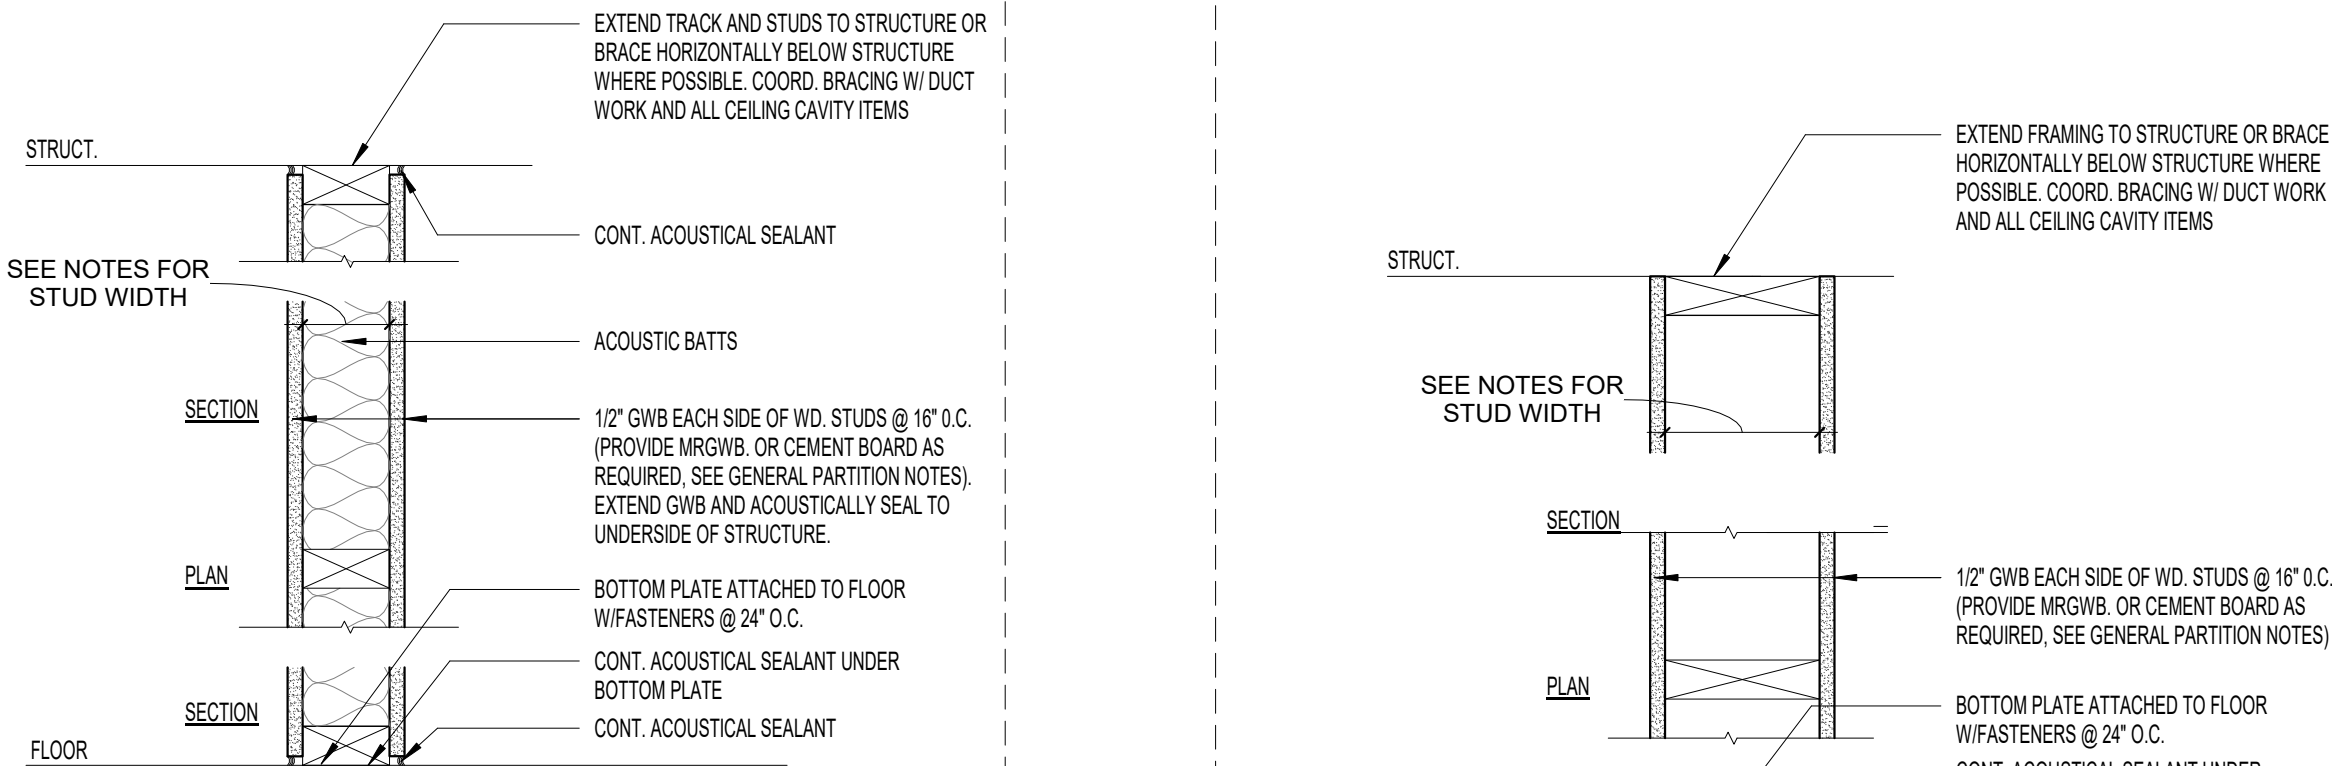 EXTEND TRACK AND STUDS TO STRUCTURE OR
BRACE HORIZONTALLY BELOW STRUCTURE
WHERE POSSIBLE. COORD. BRACING W/ DUCT
WORK AND ALL CEILING CAVITY ITEMS
STRUCT.
CONT. ACOUSTICAL SEALANT
SEE NOTES FOR
STUD WIDTH
ACOUSTIC BATTS
SECTION
1/2" GWB EACH SIDE OF WD. STUDS @ 16" 0.C.
(PROVIDE MRGWB. OR CEMENT BOARD AS
REQUIRED, SEE GENERAL PARTITION NOTES).
EXTEND GWB AND ACOUSTICALLY SEAL TO
UNDERSIDE OF STRUCTURE.
PLAN
BOTTOM PLATE ATTACHED TO FLOOR
W/FASTENERS @ 24" O.C.
CONT. ACOUSTICAL SEALANT UNDER
BOTTOM PLATE
SECTION
CONT. ACOUSTICAL SEALANT
FLOOR
EXTEND FRAMING TO STRUCTURE OR BRACE
HORIZONTALLY BELOW STRUCTURE WHERE
POSSIBLE. COORD. BRACING W/ DUCT WORK
AND ALL CEILING CAVITY ITEMS
STRUCT.
SEE NOTES FOR
STUD WIDTH
SECTION
1/2" GWB EACH SIDE OF WD. STUDS @ 16" 0.C.
(PROVIDE MRGWB. OR CEMENT BOARD AS
REQUIRED, SEE GENERAL PARTITION NOTES)
PLAN
BOTTOM PLATE ATTACHED TO FLOOR
W/FASTENERS @ 24" O.C.
CONT. ACOUSTICAL SEALANT UNDER